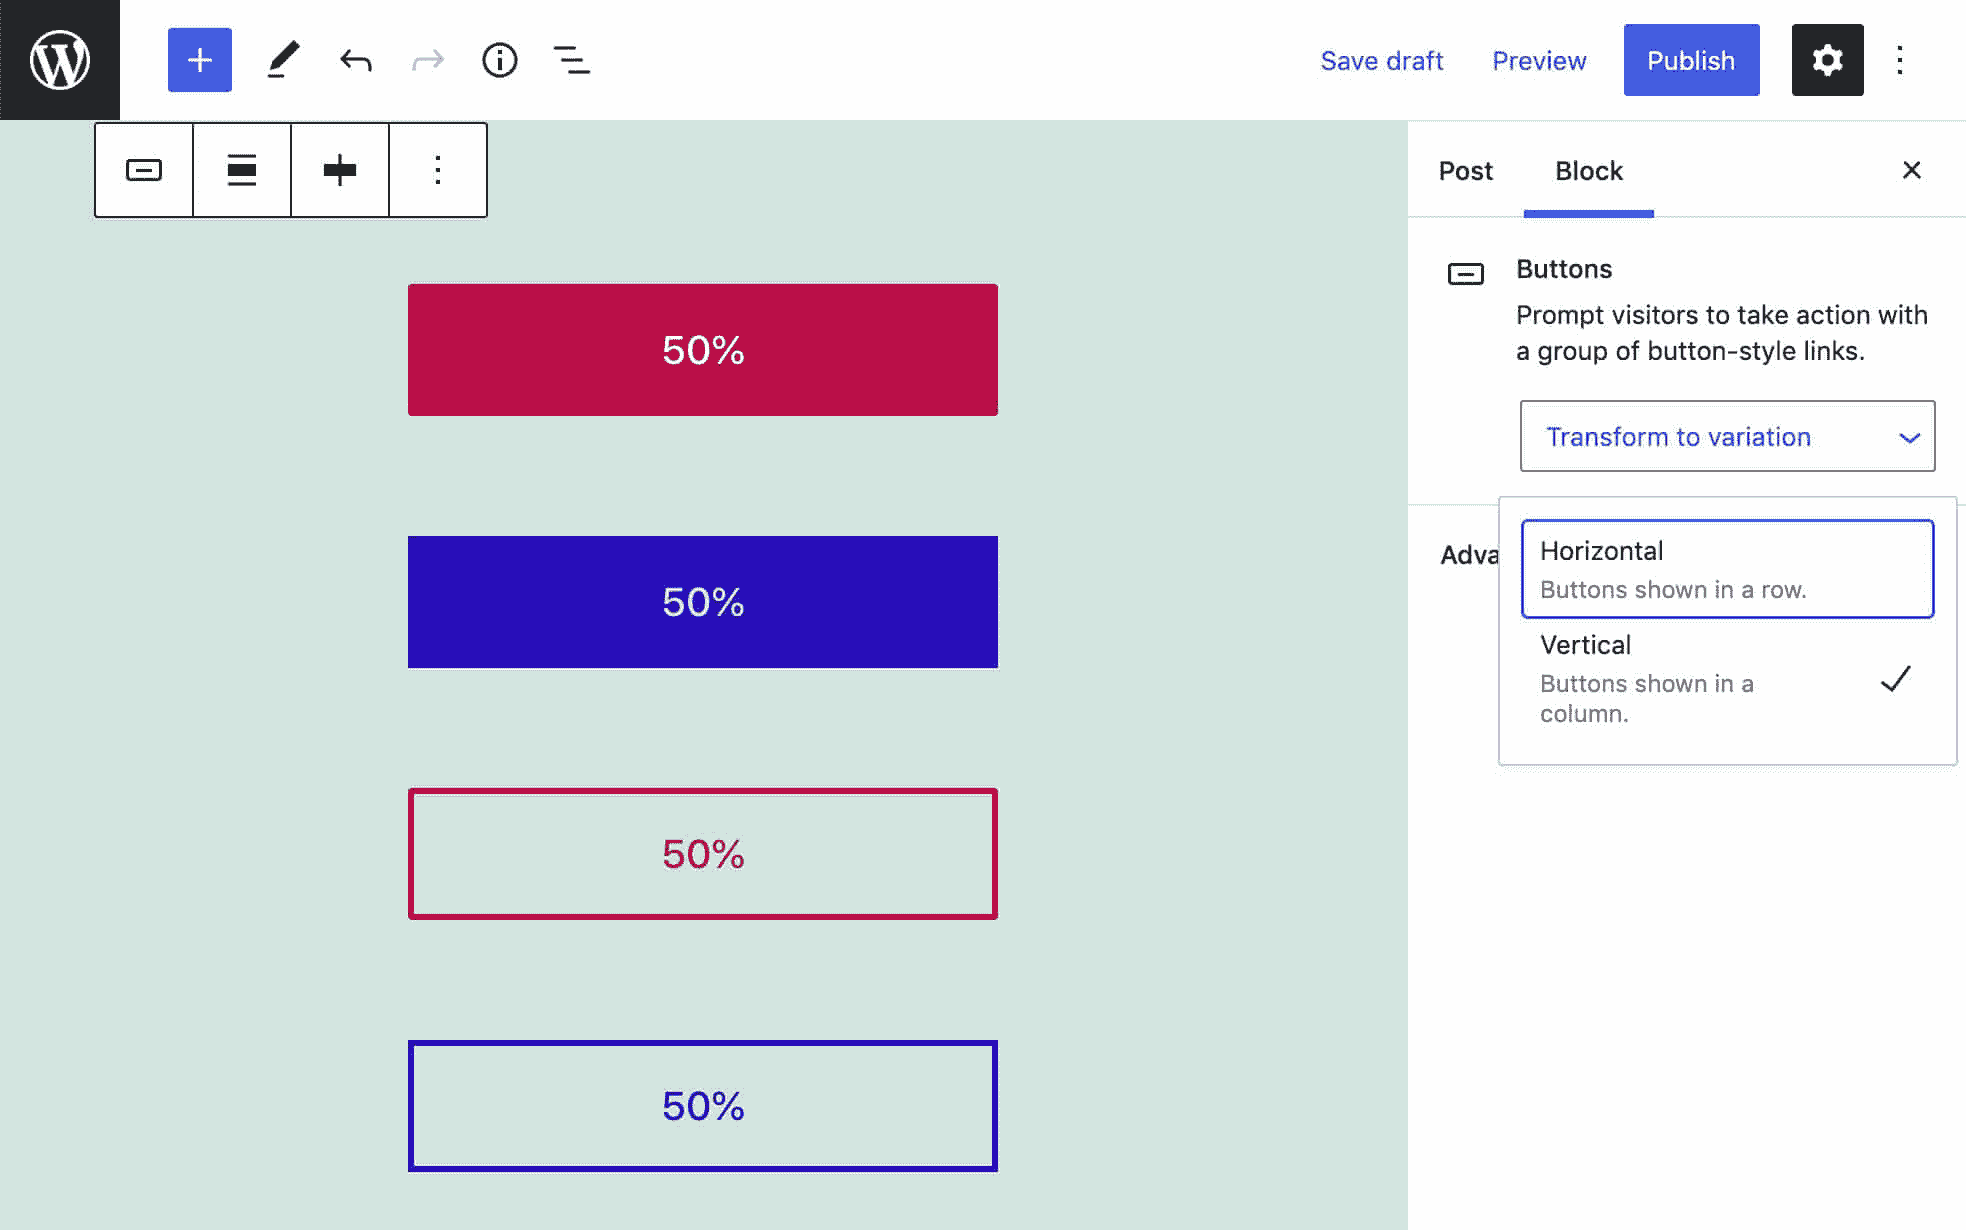 Save draft
Preview
Publish
Post
Block
Buttons
Prompt visitors to take action with
a group of button-style links.
Transform to variation
Adva
Horizontal
Buttons shown in a row.
Vertical
Buttons shown in a
column.
50%
50%
50%
50%